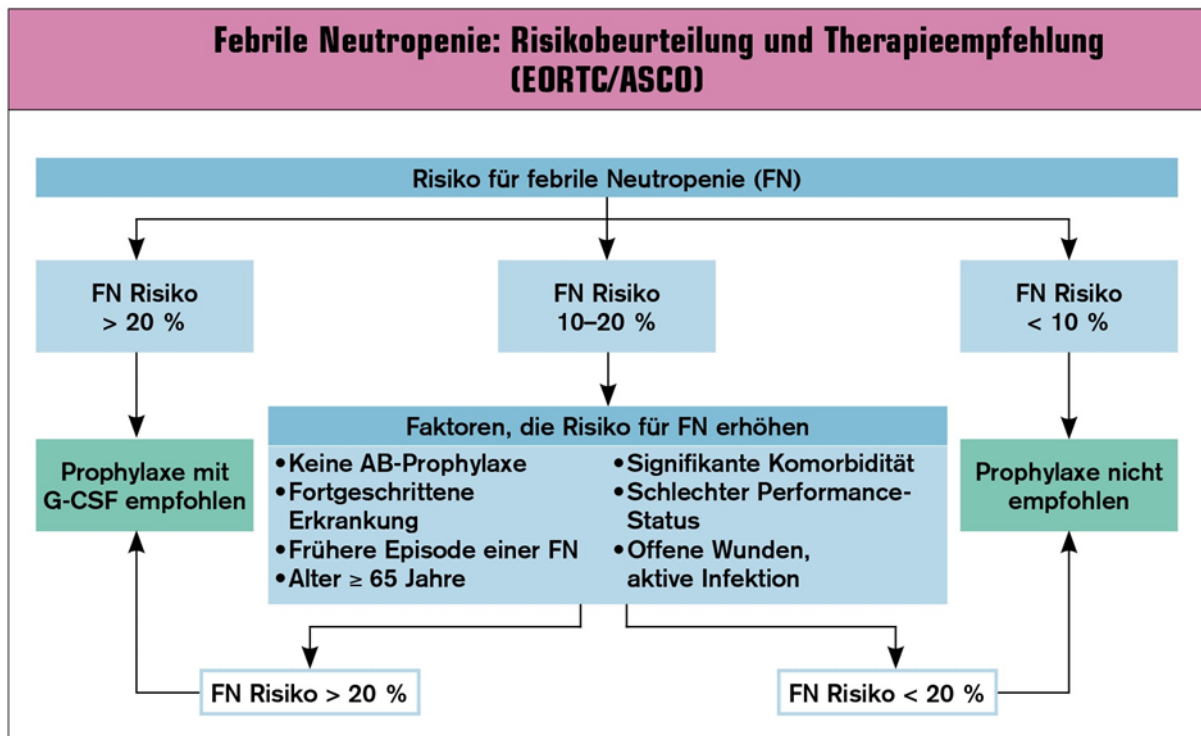 Febrile Neutropenie: Risikobeurteilung und Therapieempfehlung
(EORTC/ASCO)
Risiko für febrile Neutropenie (FN)
FN Risiko
> 20 %
FN Risiko
10–20 %
FN Risiko
< 10 %
Prophylaxe mit
G-CSF empfohlen
Faktoren, die Risiko für FN erhöhen
•Keine AB-Prophylaxe
•Fortgeschrittene
Erkrankung
•Frühere Episode einer FN
•Alter ≥ 65 Jahre
•Signifikante Komorbidität
•Schlechter Performance-
Status
•Offene Wunden,
aktive Infektion
Prophylaxe nicht
empfohlen
FN Risiko > 20 %
FN Risiko < 20 %